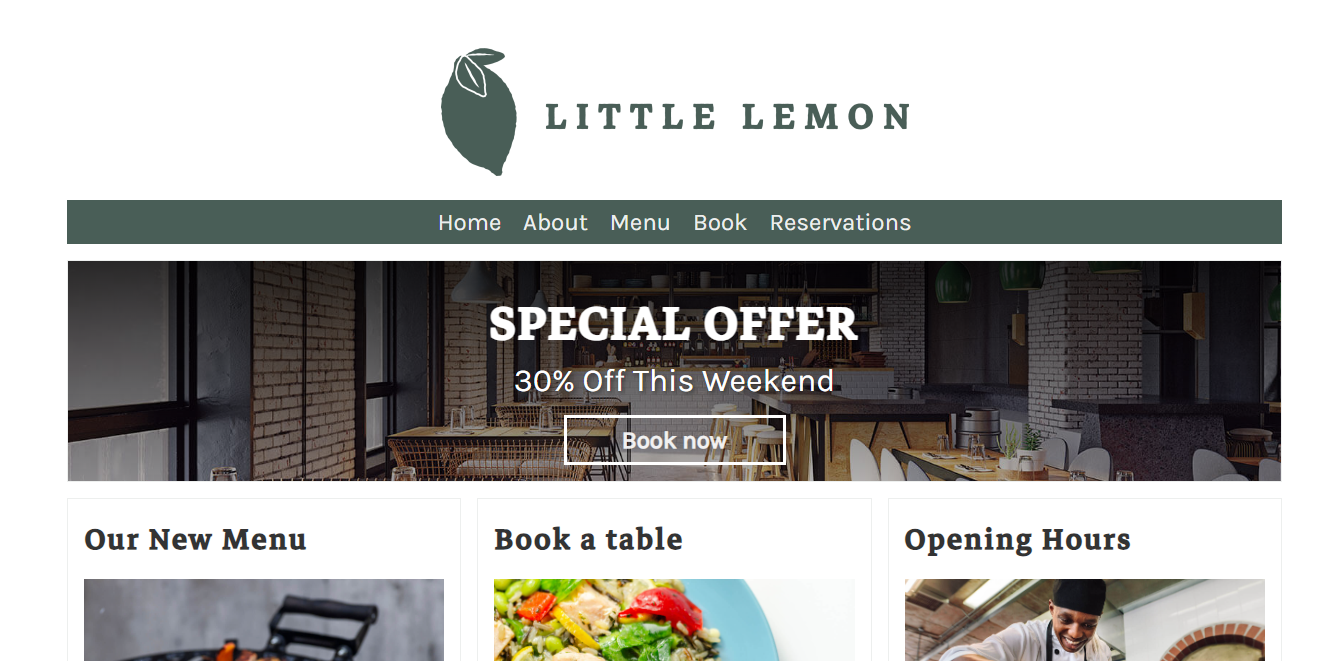 LITTLE LEMON
Home About Menu Book Reservations
SPECIAL OFFER
30% Off This Weekend
Book now
Our New Menu
Book a table
Opening Hours